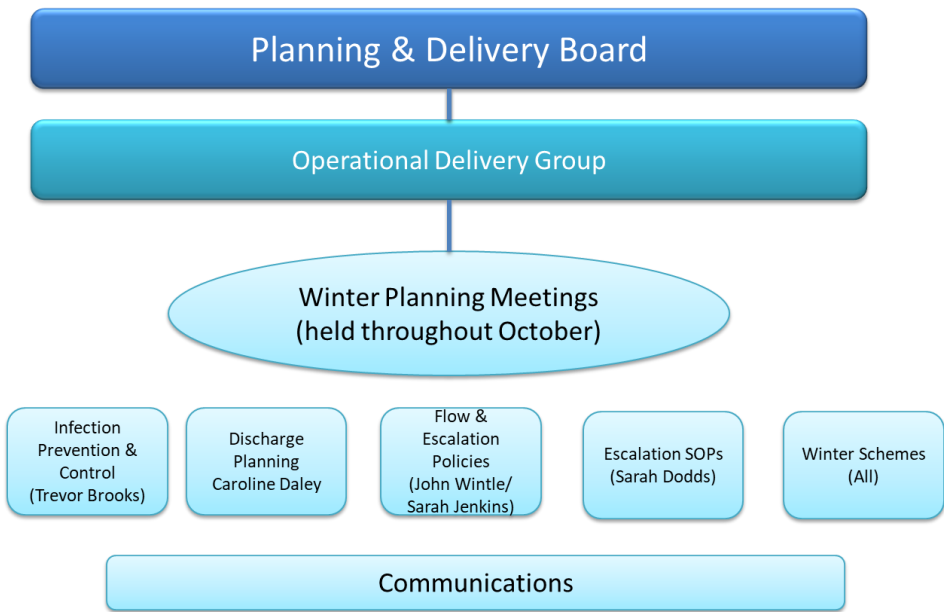 Planning & Delivery Board
Operational Delivery Group
Winter Planning Meetings
(held throughout October)
Infection
Prevention &
Control
(Trevor Brooks)
Discharge
Planning
Caroline Daley
Flow &
Escalation
Policies
(John Wintle/
Sarah Jenkins)
Escalation SOPs
(Sarah Dodds)
Winter Schemes
(All)
Communications